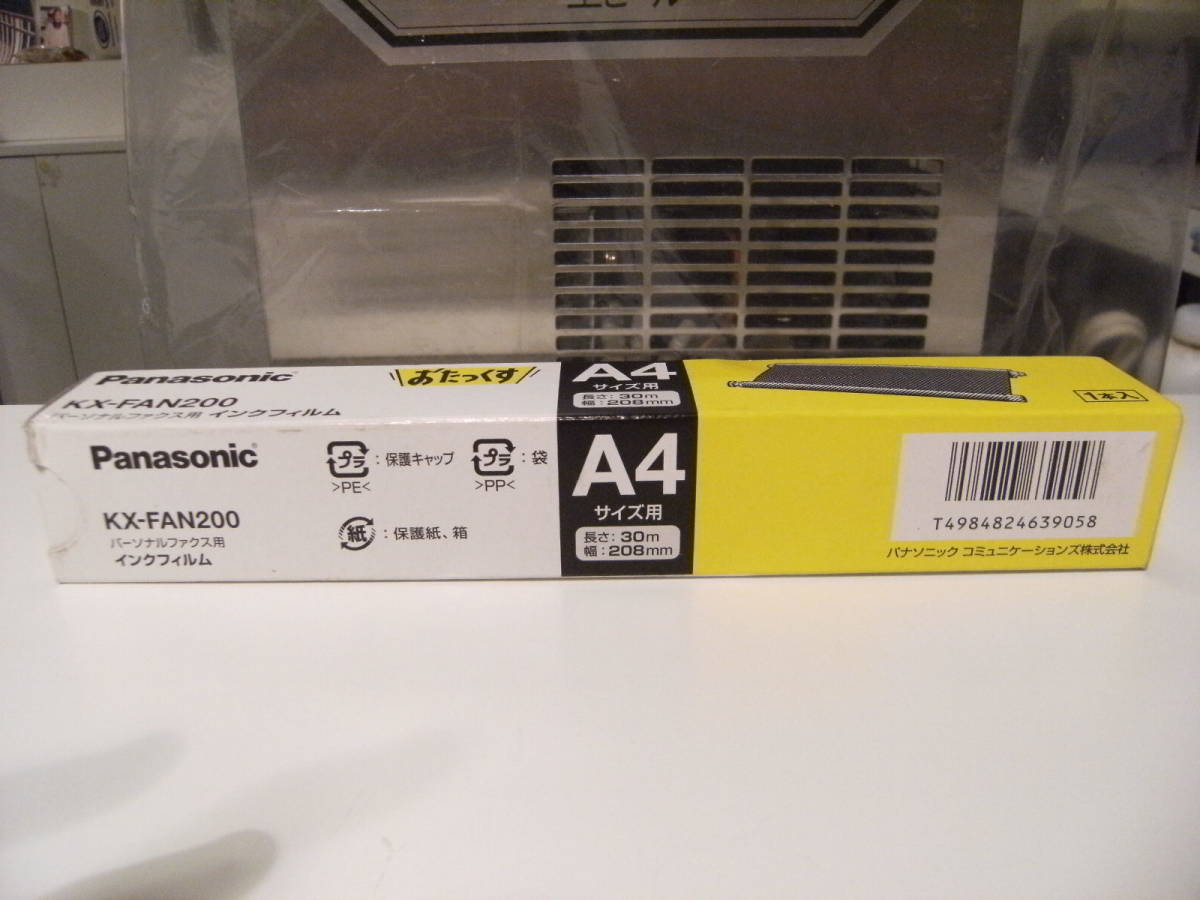 Panasonic
おたっくす
KX-FAN200
パーソナルファクス用 インクフィルム
A4
サイズ用
長さ:30m
幅:208mm
1本入
Panasonic
KX-FAN200
パーソナルファクス用
インクフィルム
プラ :保護キャップ
>PE<
プラ :袋
>PP<
紙 :保護紙、箱
A4
サイズ用
長さ:30m
幅:208mm
T4984824639058
パナソニック コミュニケーションズ株式会社